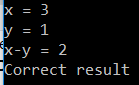 x = 3
y = 1
x-y = 2
Correct result